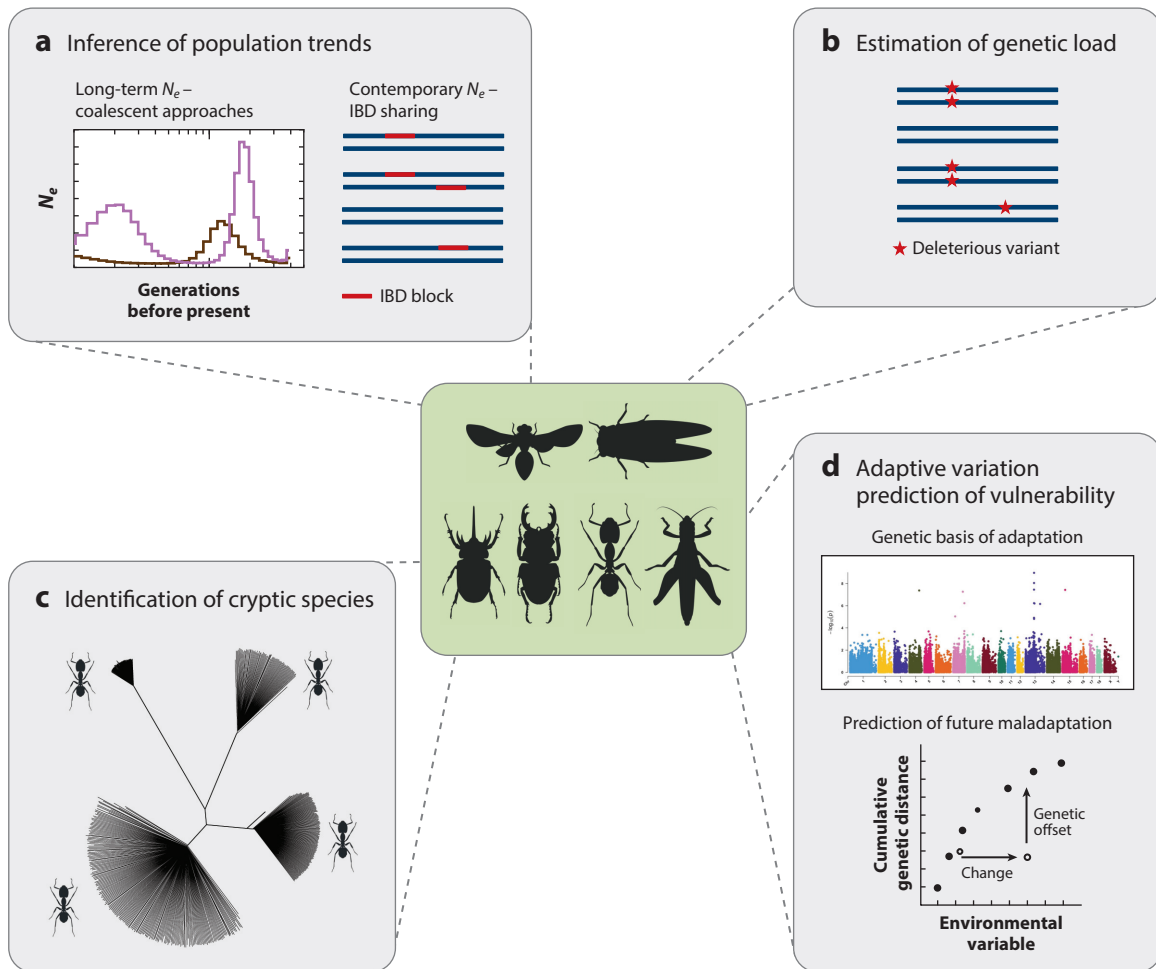 a Inference of population trends
Long-term Ne –
coalescent approaches
Ne
Generations
before present
Contemporary Ne –
IBD sharing
IBD block
b Estimation of genetic load
Deleterious variant
c Identification of cryptic species
d Adaptive variation
prediction of vulnerability
Genetic basis of adaptation
−log10(p)
Prediction of future maladaptation
Cumulative
genetic distance
Genetic
offset
Change
Environmental
variable